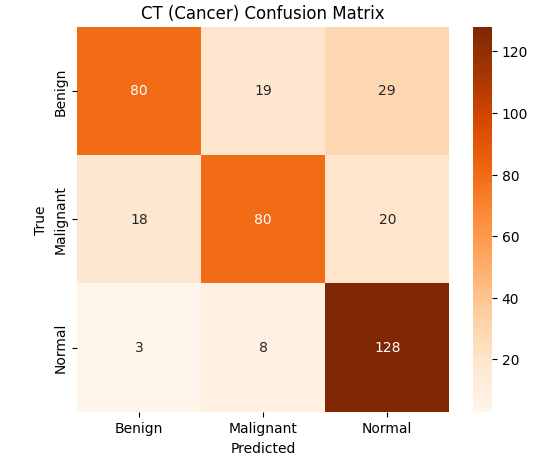 CT (Cancer) Confusion Matrix
True
Benign
80
19
29
Malignant
18
80
20
Normal
3
8
128
Benign
Malignant
Normal
Predicted
120
100
80
60
40
20